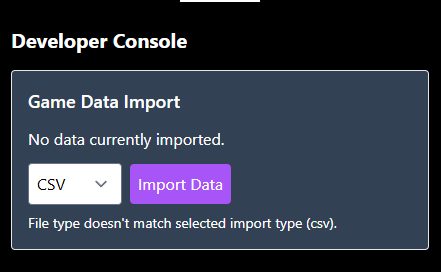 Developer Console
Game Data Import
No data currently imported.
CSV Import Data
File type doesn't match selected import type (csv).